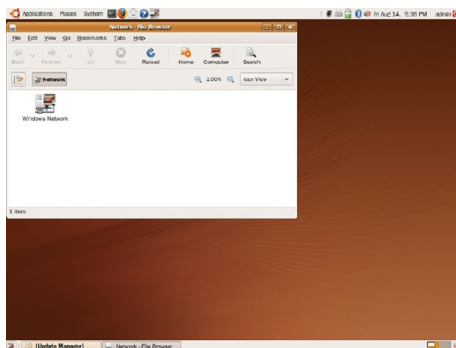 Applications Places System
Fri Aug 14, 5:36 PM admin
Network - File Browser
File Edit View Go Bookmarks Tabs Help
Back Forward Up Stop Reload Home Computer Search
Network
100% Icon View
Windows Network
1 item
[Update Manager] Network - File Browser